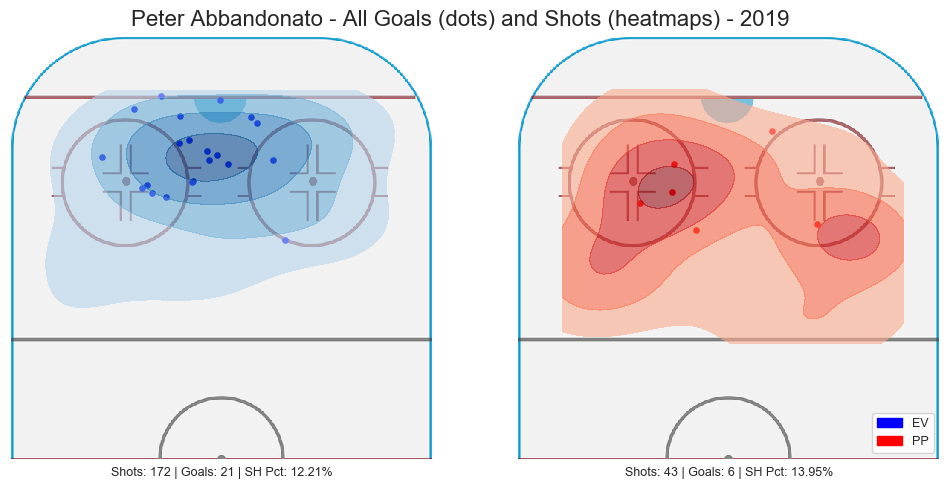 Peter Abbandonato - All Goals (dots) and Shots (heatmaps) - 2019
EV
PP
Shots: 172 | Goals: 21 | SH Pct: 12.21%
Shots: 43 | Goals: 6 | SH Pct: 13.95%